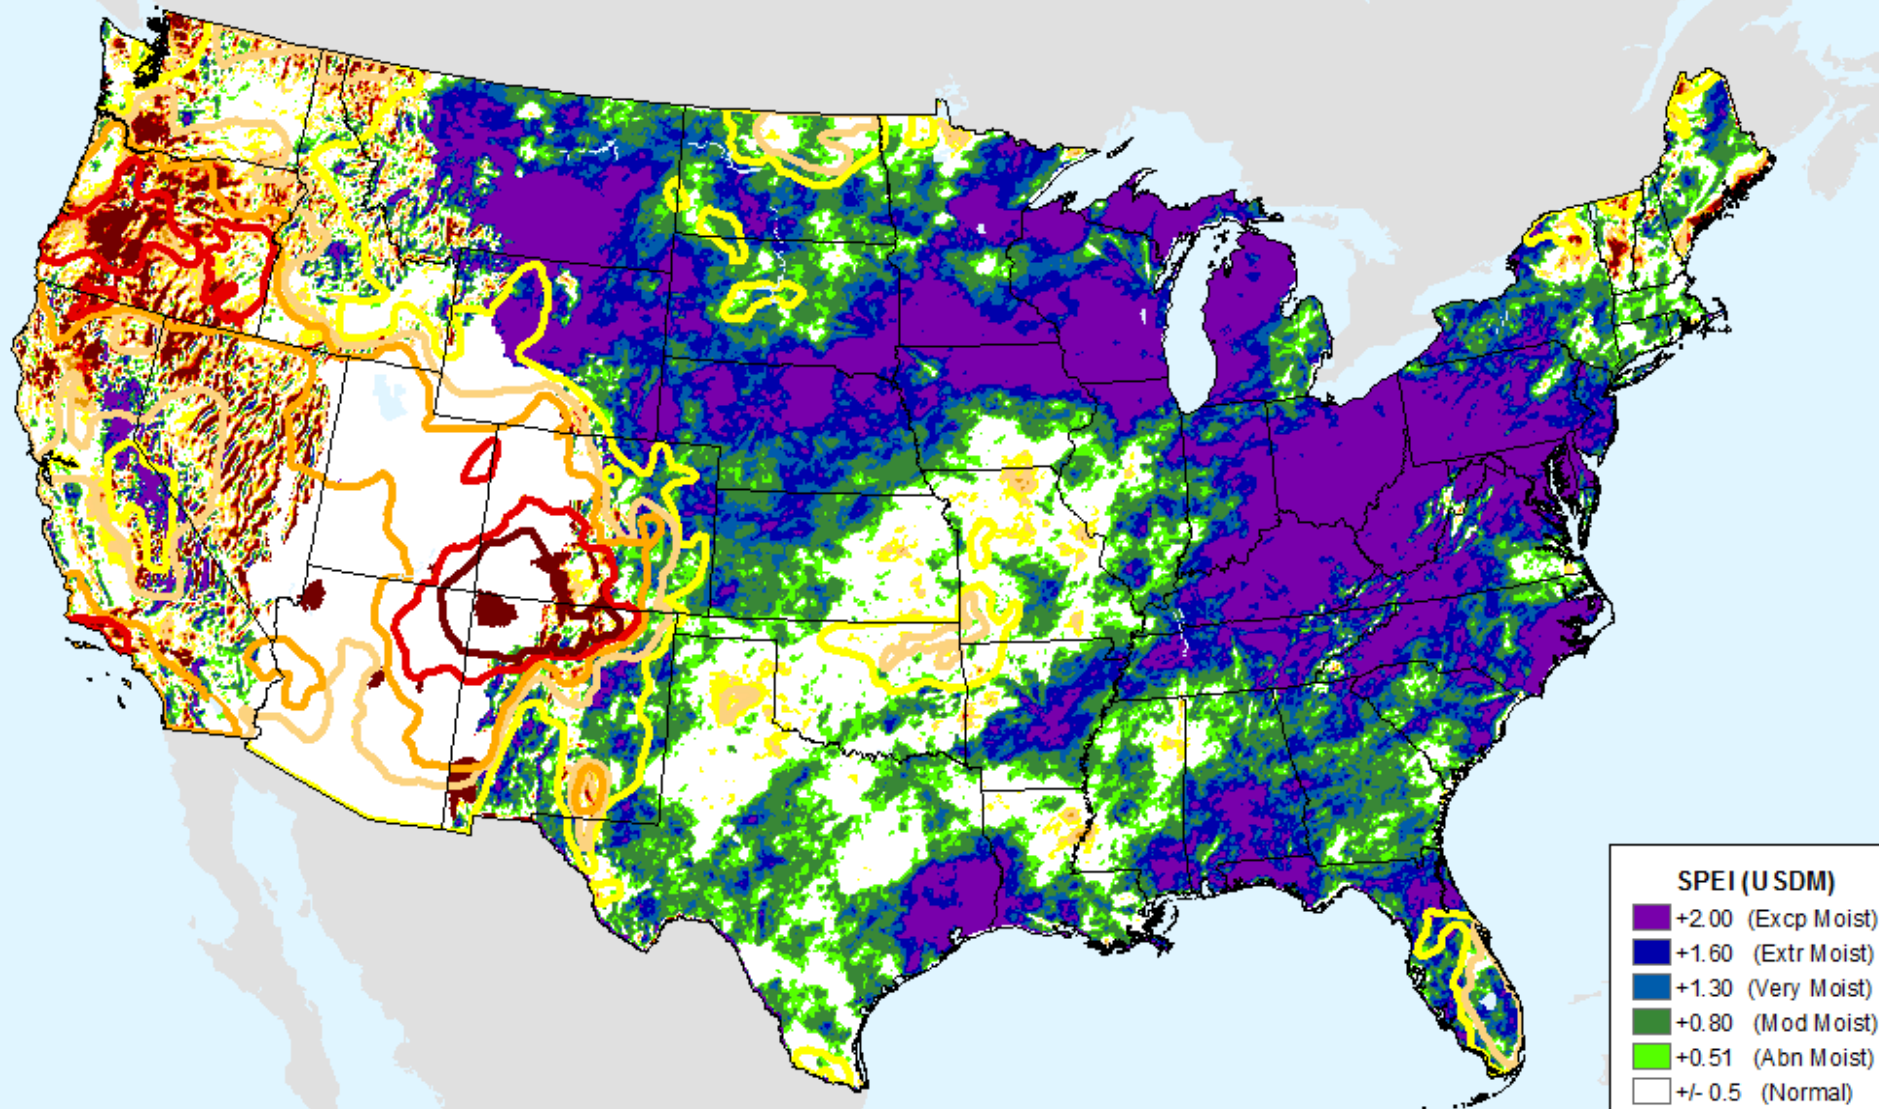 SPEI (USDM)
+2.00 (Excp Moist)
+1.60 (Extr Moist)
+1.30 (Very Moist)
+0.80 (Mod Moist)
+0.51 (Abn Moist)
+/- 0.5 (Normal)